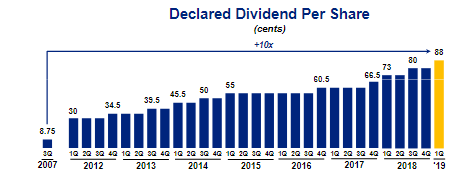 Declared Dividend Per Share
(cents)
+10x
88
80
73
66.5
60.5
55
50
45.5
39.5
34.5
30
8.75
3Q 1Q 2Q 3Q 4Q 1Q 2Q 3Q 4Q 1Q 2Q 3Q 4Q 1Q 2Q 3Q 4Q 1Q 2Q 3Q 4Q 1Q 2Q 3Q 4Q 1Q 2Q 3Q 4Q 1Q
2007 2012 2013 2014 2015 2016 2017 2018 '19